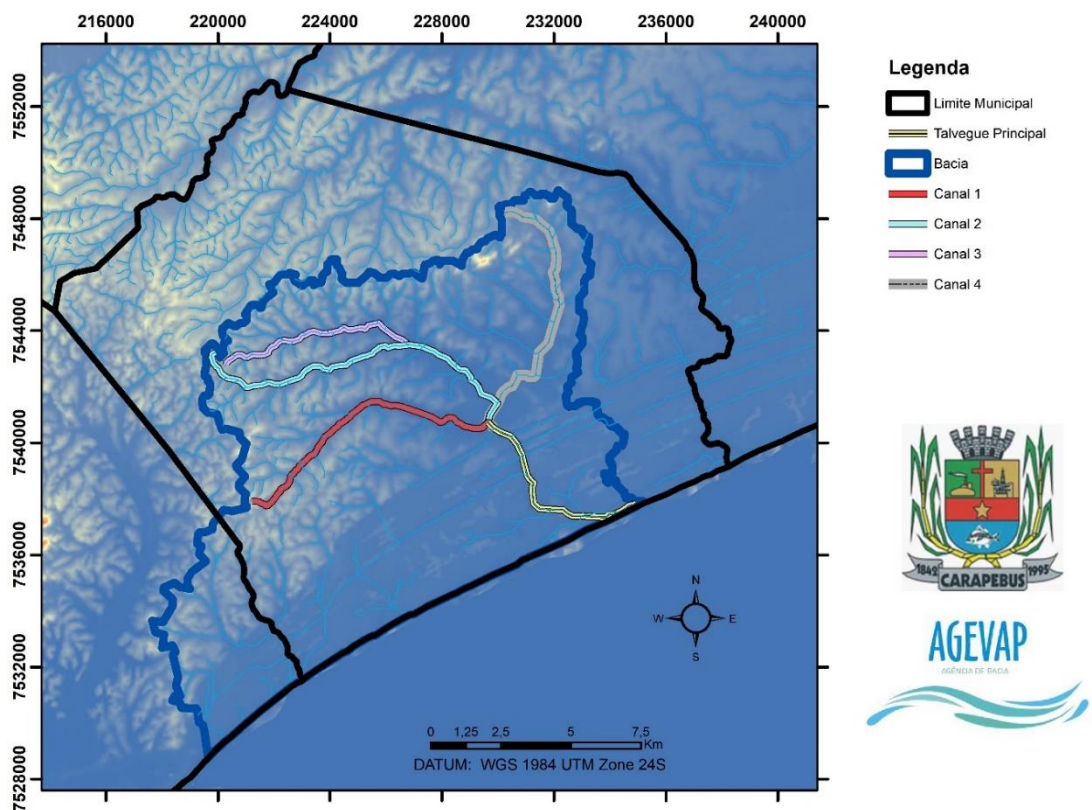 216000 220000 224000 228000 232000 236000 240000
7552000
7548000
7544000
7540000
7536000
7532000
7528000
N
W E
S
0 1,25 2,5 5 7,5
Km
DATUM: WGS 1984 UTM Zone 24S
Legenda
Limite Municipal
Talvegue Principal
Bacia
Canal 1
Canal 2
Canal 3
Canal 4
1842 CARAPEBUS 1995
AGEVAP
AGÊNCIA DE BACIA